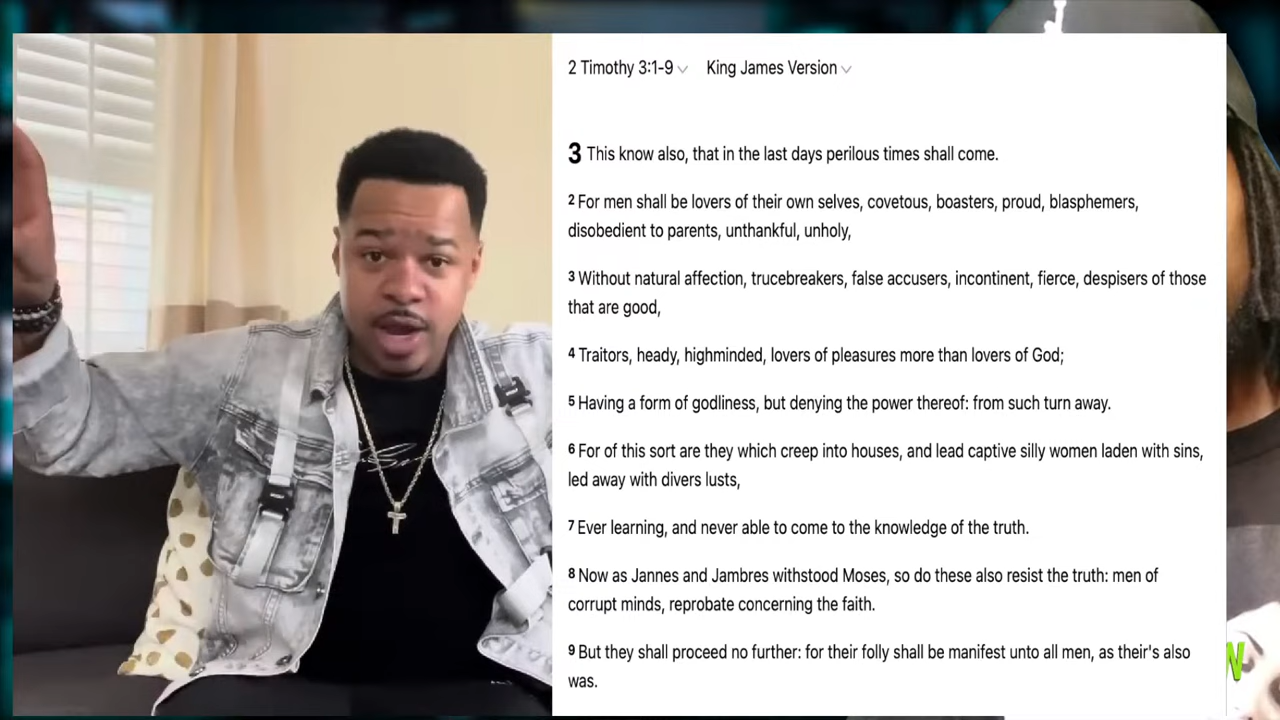 2 Timothy 3:1-9 King James Version
3 This know also, that in the last days perilous times shall come.
2 For men shall be lovers of their own selves, covetous, boasters, proud, blasphemers,
disobedient to parents, unthankful, unholy,
3 Without natural affection, trucebreakers, false accusers, incontinent, fierce, despisers of those
that are good,
4 Traitors, heady, highminded, lovers of pleasures more than lovers of God;
5 Having a form of godliness, but denying the power thereof: from such turn away.
6 For of this sort are they which creep into houses, and lead captive silly women laden with sins,
led away with divers lusts,
7 Ever learning, and never able to come to the knowledge of the truth.
8 Now as Jannes and Jambres withstood Moses, so do these also resist the truth: men of
corrupt minds, reprobate concerning the faith.
9 But they shall proceed no further: for their folly shall be manifest unto all men, as their's also
was.